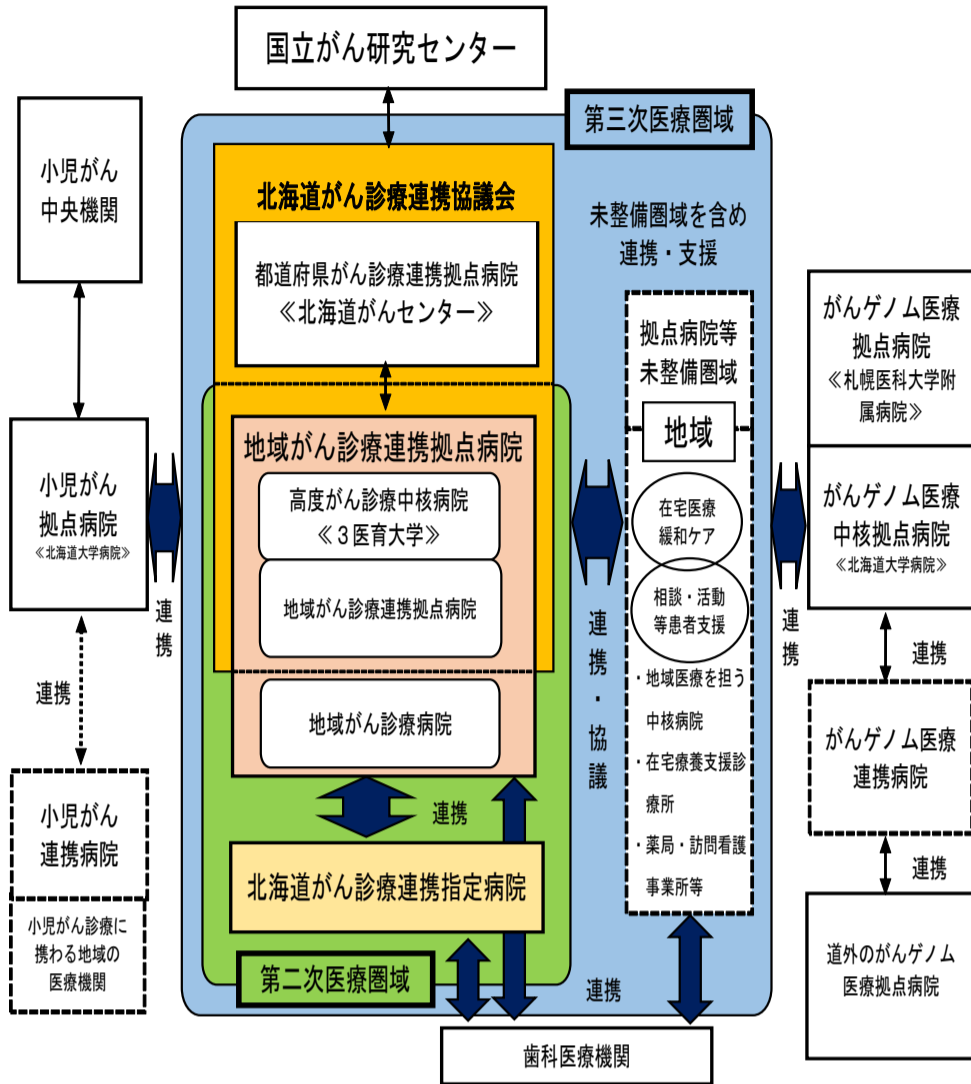 国立がん研究センター
第三次医療圏域
小児がん
中央機関
北海道がん診療連携協議会
都道府県がん診療連携拠点病院
≪北海道がんセンター≫
未整備圏域を含め
連携・支援
拠点病院等
未整備圏域
地域
在宅医療
緩和ケア
相談・活動
等患者支援
・地域医療を担う
中核病院
・在宅療養支援診
療所
・薬局・訪問看護
事業所等
がんゲノム医療
拠点病院
≪札幌医科大学附
属病院≫
がんゲノム医療
中核拠点病院
≪北海道大学病院≫
連携
がんゲノム医療
連携病院
連携
道外のがんゲノム
医療拠点病院
小児がん
拠点病院
≪北海道大学病院≫
連携
連携
小児がん
連携病院
小児がん診療に
携わる地域の
医療機関
地域がん診療連携拠点病院
高度がん診療中核病院
≪３医育大学≫
地域がん診療連携拠点病院
地域がん診療病院
連携・協議
連携
連携
北海道がん診療連携指定病院
第二次医療圏域
連携
歯科医療機関